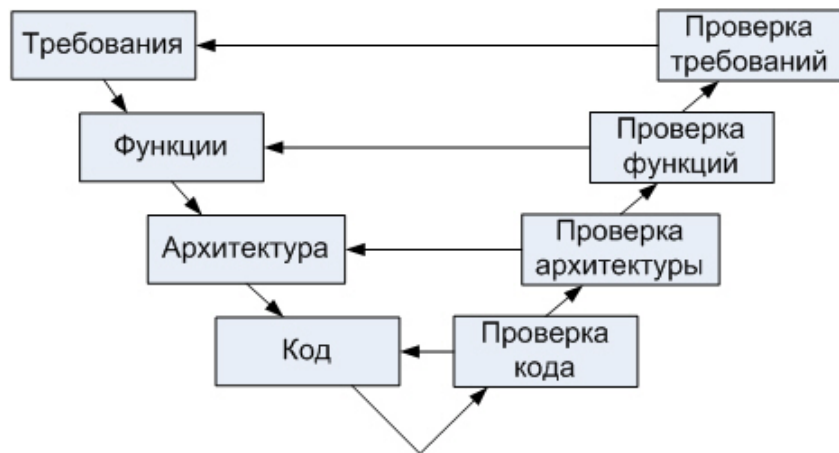 Требования
Проверка
требований
Функции
Проверка
функций
Архитектура
Проверка
архитектуры
Код
Проверка
кода